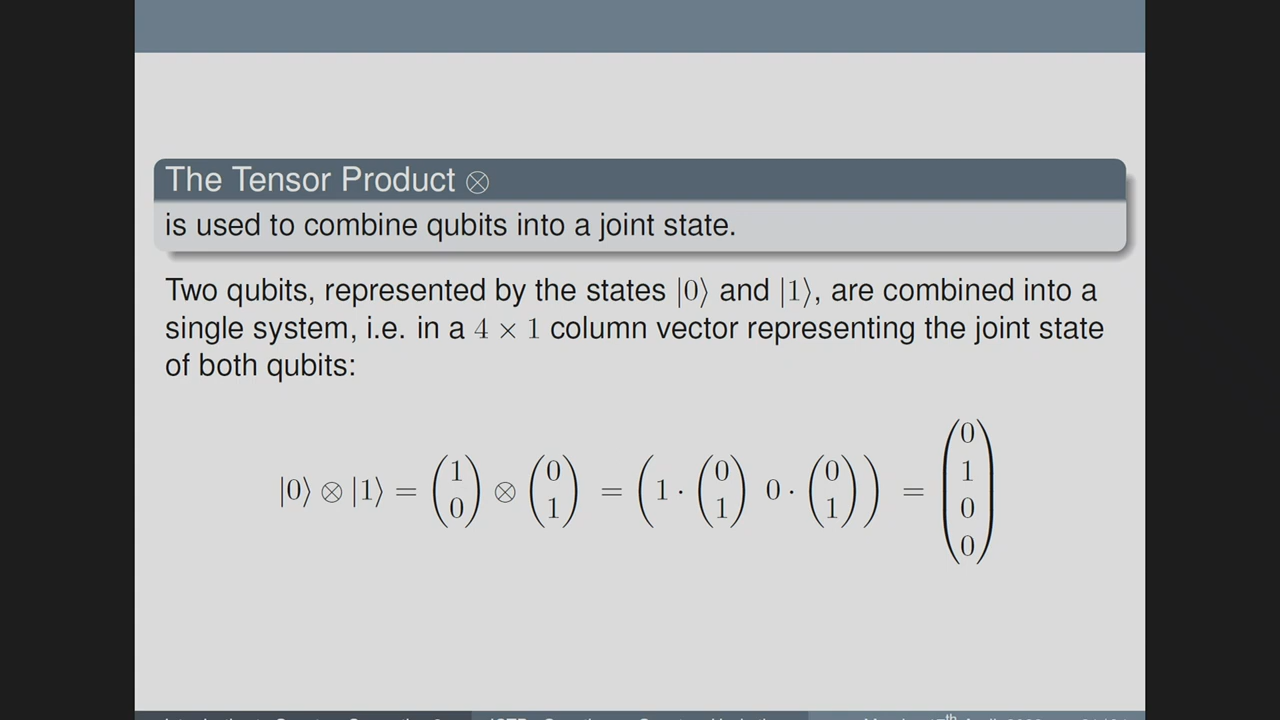 The Tensor Product ⊗
is used to combine qubits into a joint state.
Two qubits, represented by the states |0⟩ and |1⟩, are combined into a
single system, i.e. in a 4 × 1 column vector representing the joint state
of both qubits:
|0⟩ ⊗ |1⟩ = (1 0) ⊗ (0 1) = (1 · (0 1) 0 · (0 1)) = (0 1 0 0)